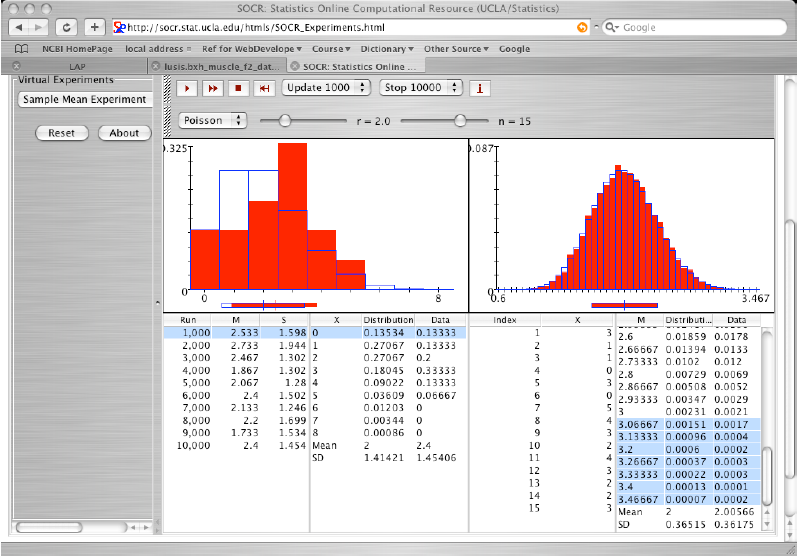 SOCR: Statistics Online Computational Resource (UCLA/Statistics)
http://socr.stat.ucla.edu/htmls/SOCR_Experiments.html
Google
NCBI HomePage local address Ref for WebDevelope Course Dictionary Other Source Google
LAP lusis.bxh_muscle_f2_dat... SOCR: Statistics Online ...
Virtual Experiments
Sample Mean Experiment
Reset About
Update 1000 Stop 10000
Poisson r = 2.0 n = 15
0.325 0.087
0 0
0 8 0.6 3.467
Run M S X Distribution Data
1,000 2.533 1.598 0 0.13534 0.13333
2,000 2.733 1.944 1 0.27067 0.13333
3,000 2.467 1.302 2 0.27067 0.2
4,000 1.867 1.302 3 0.18045 0.33333
5,000 2.067 1.28 4 0.09022 0.13333
6,000 2.4 1.502 5 0.03609 0.06667
7,000 2.133 1.246 6 0.01203 0
8,000 2.2 1.699 7 0.00344 0
9,000 1.733 1.534 8 0.00086 0
10,000 2.4 1.454 Mean 2 2.4
SD 1.41421 1.45406
Index X
1 3
2 1
3 1
4 0
5 3
6 0
7 5
8 4
9 3
10 2
11 4
12 3
13 2
14 2
15 3
M Distributi... Data
2.6 0.01859 0.0178
2.66667 0.01394 0.0133
2.73333 0.0102 0.012
2.8 0.00729 0.0069
2.86667 0.00508 0.0052
2.93333 0.00347 0.0029
3 0.00231 0.0021
3.06667 0.00151 0.0017
3.13333 0.00096 0.0004
3.2 0.0006 0.0002
3.26667 0.00037 0.0003
3.33333 0.00022 0.0003
3.4 0.00013 0.0001
3.46667 0.00007 0.0002
Mean 2 2.00566
SD 0.36515 0.36175